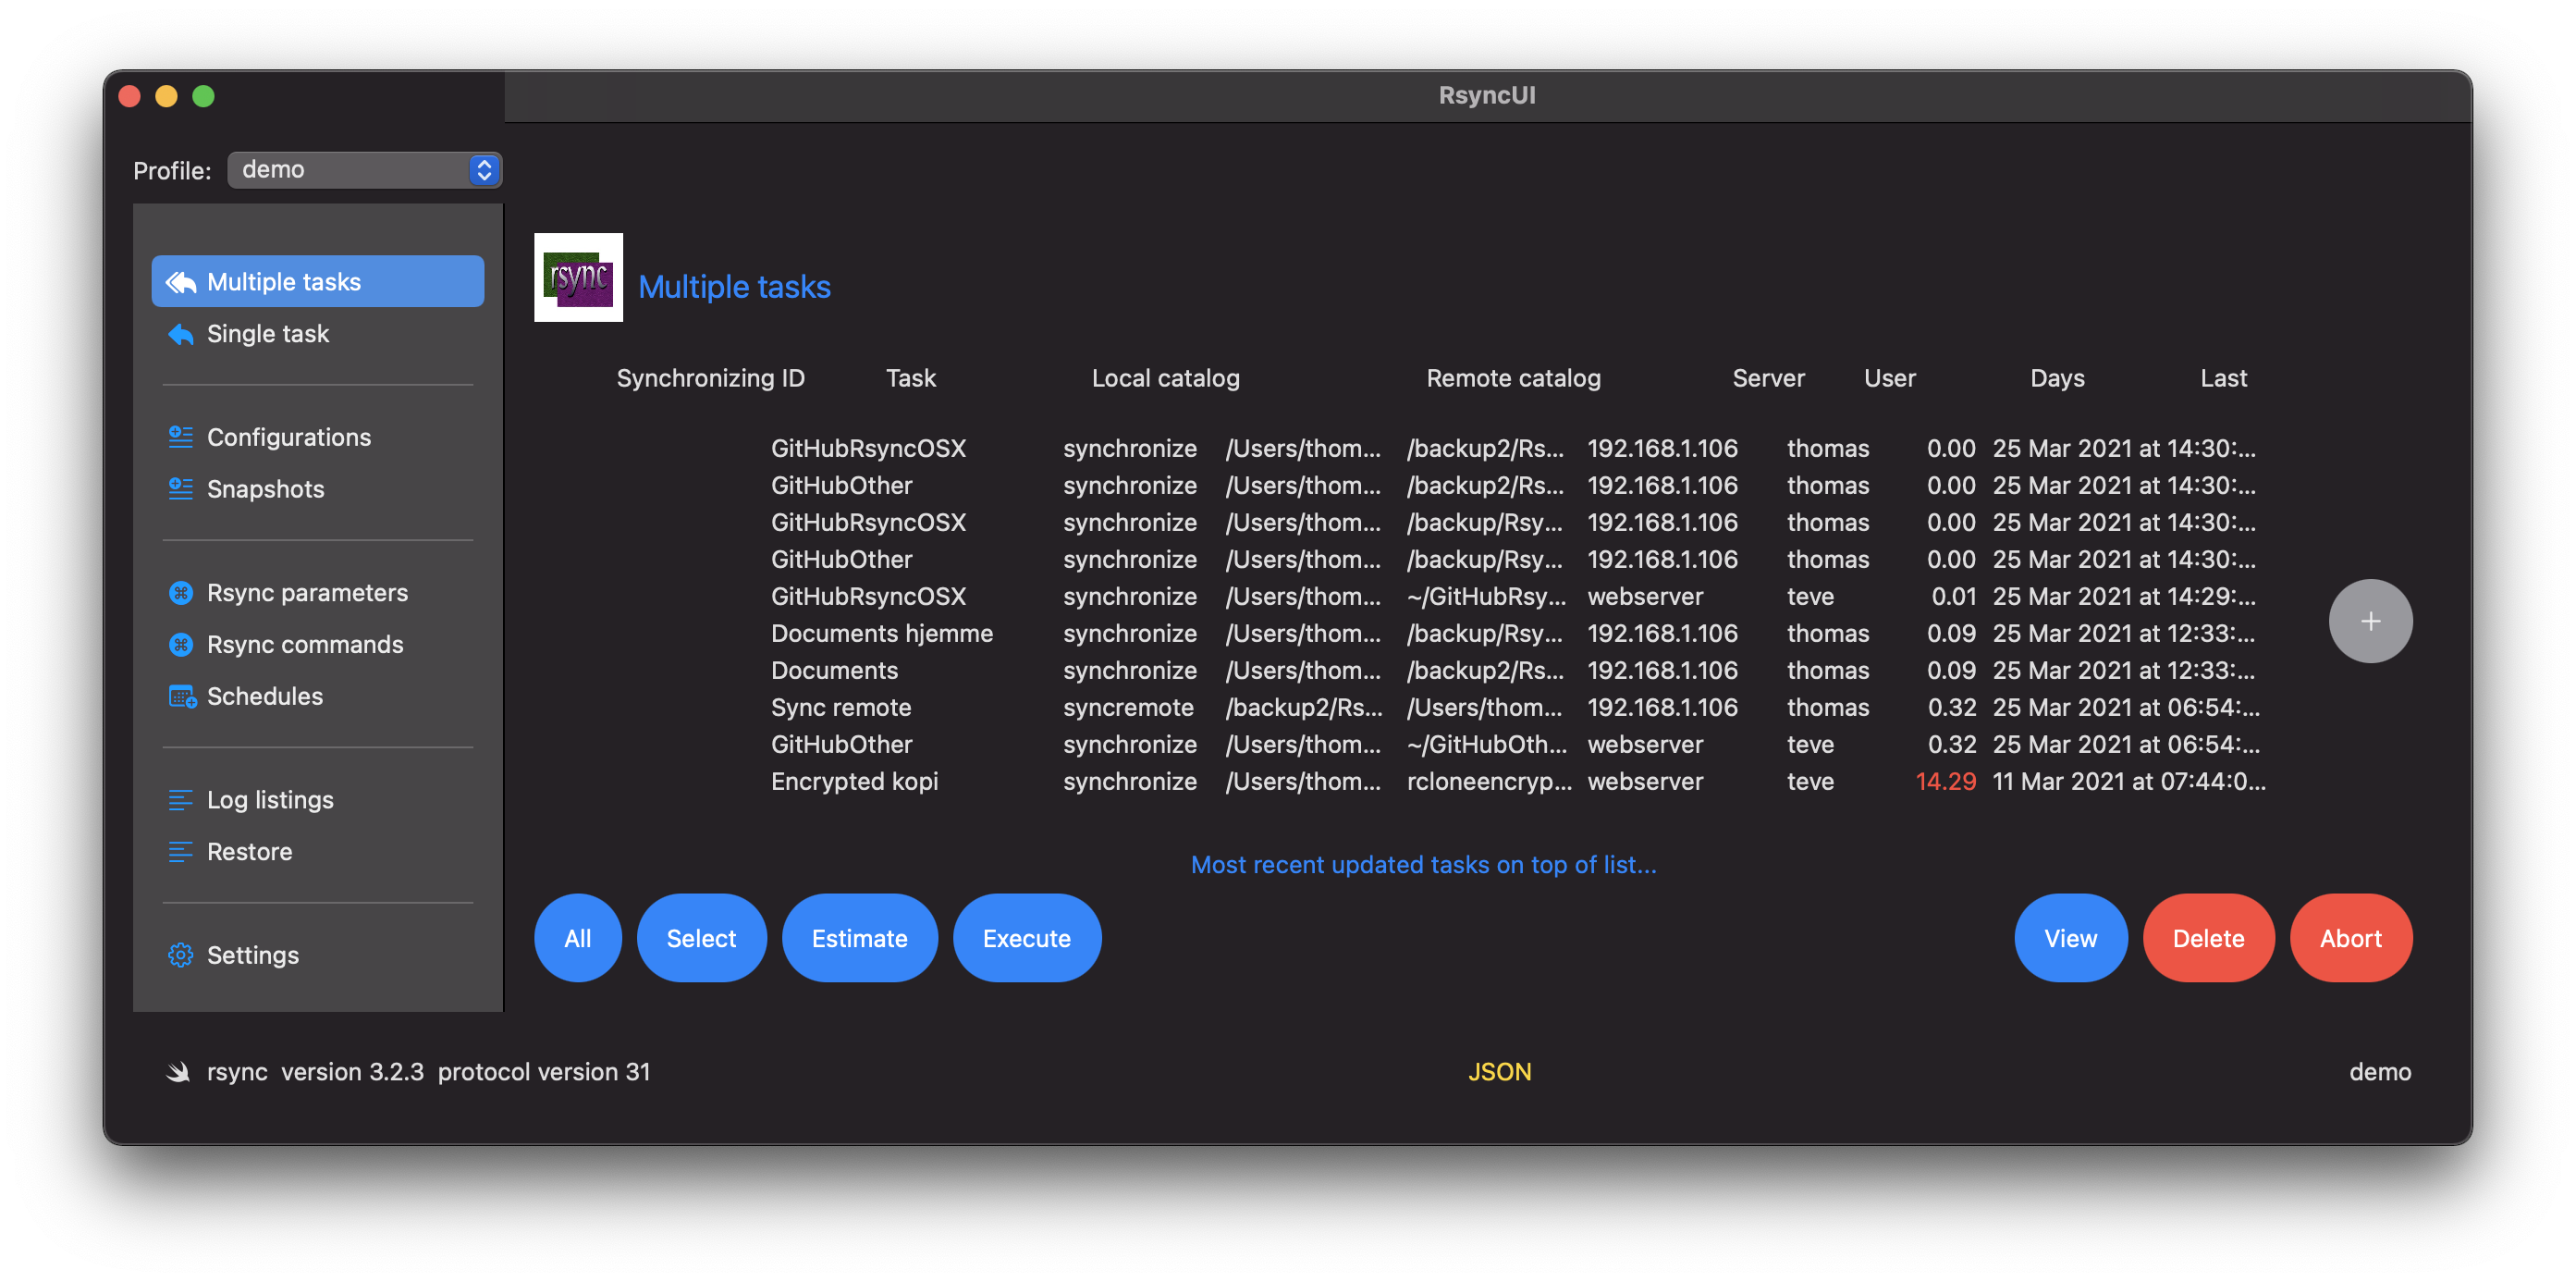 RsyncUI
Profile: demo
Multiple tasks
Single task
Configurations
Snapshots
Rsync parameters
Rsync commands
Schedules
Log listings
Restore
Settings
rsync
Multiple tasks
Synchronizing ID Task Local catalog Remote catalog Server User Days Last
GitHubRsyncOSX synchronize /Users/thom... /backup2/Rs... 192.168.1.106 thomas 0.00 25 Mar 2021 at 14:30:...
GitHubOther synchronize /Users/thom... /backup2/Rs... 192.168.1.106 thomas 0.00 25 Mar 2021 at 14:30:...
GitHubRsyncOSX synchronize /Users/thom... /backup/Rsy... 192.168.1.106 thomas 0.00 25 Mar 2021 at 14:30:...
GitHubOther synchronize /Users/thom... /backup/Rsy... 192.168.1.106 thomas 0.00 25 Mar 2021 at 14:30:...
GitHubRsyncOSX synchronize /Users/thom... ~/GitHubRsy... webserver teve 0.01 25 Mar 2021 at 14:29:...
Documents hjemme synchronize /Users/thom... /backup/Rsy... 192.168.1.106 thomas 0.09 25 Mar 2021 at 12:33:...
Documents synchronize /Users/thom... /backup2/Rs... 192.168.1.106 thomas 0.09 25 Mar 2021 at 12:33:...
Sync remote syncremote /backup2/Rs... /Users/thom... 192.168.1.106 thomas 0.32 25 Mar 2021 at 06:54:...
GitHubOther synchronize /Users/thom... ~/GitHubOth... webserver teve 0.32 25 Mar 2021 at 06:54:...
Encrypted kopi synchronize /Users/thom... rcloneencryp... webserver teve 14.29 11 Mar 2021 at 07:44:0...
+
Most recent updated tasks on top of list...
All Select Estimate Execute View Delete Abort
rsync version 3.2.3 protocol version 31 JSON demo